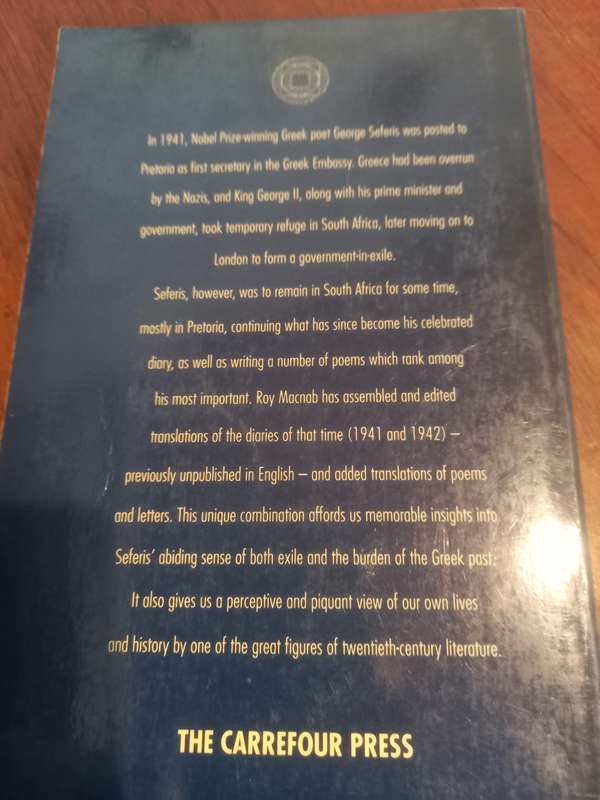 In 1941, Nobel Prize-winning Greek poet George Seferis was posted to
Pretoria as first secretary in the Greek Embassy. Greece had been overrun
by the Nazis, and King George II, along with his prime minister and
government, took temporary refuge in South Africa, later moving on to
London to form a government-in-exile.
Seferis, however, was to remain in South Africa for some time,
mostly in Pretoria, continuing what has since become his celebrated
diary, as well as writing a number of poems which rank among
his most important. Roy Macnab has assembled and edited
translations of the diaries of that time (1941 and 1942) –
previously unpublished in English – and added translations of poems
and letters. This unique combination affords us memorable insights into
Seferis' abiding sense of both exile and the burden of the Greek past.
It also gives us a perceptive and piquant view of our own lives
and history by one of the great figures of twentieth-century literature.
THE CARREFOUR PRESS